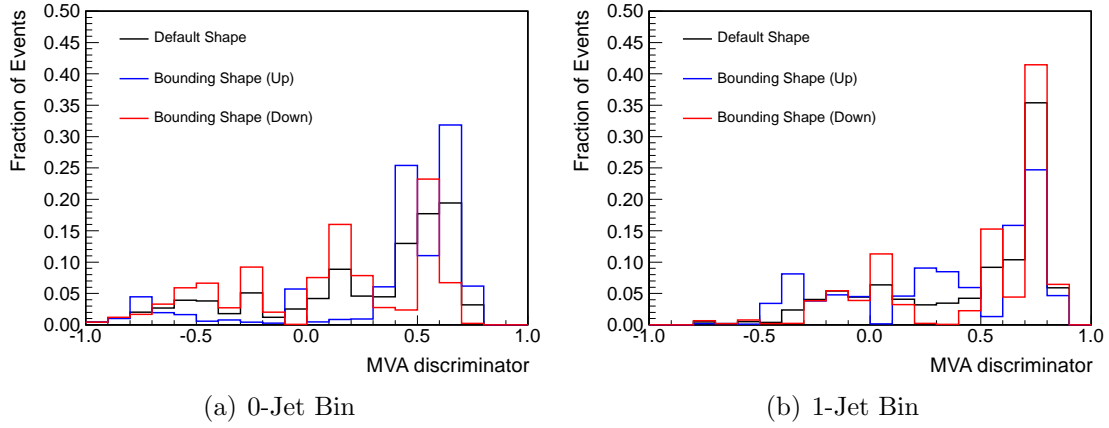 Fraction of Events
0.50
0.45
0.40
0.35
0.30
0.25
0.20
0.15
0.10
0.05
0.00
Default Shape
Bounding Shape (Up)
Bounding Shape (Down)
-1.0 -0.5 0.0 0.5 1.0
MVA discriminator
(a) 0-Jet Bin
Fraction of Events
0.50
0.45
0.40
0.35
0.30
0.25
0.20
0.15
0.10
0.05
0.00
Default Shape
Bounding Shape (Up)
Bounding Shape (Down)
-1.0 -0.5 0.0 0.5 1.0
MVA discriminator
(b) 1-Jet Bin